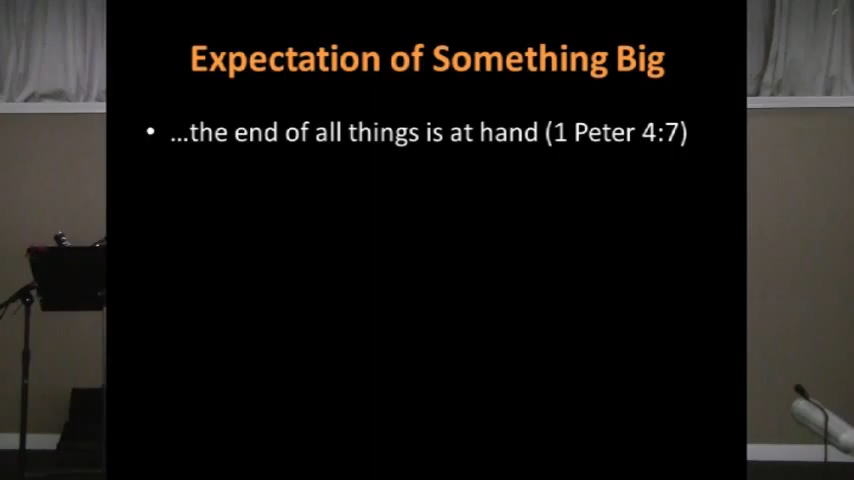 Expectation of Something Big
• ...the end of all things is at hand (1 Peter 4:7)